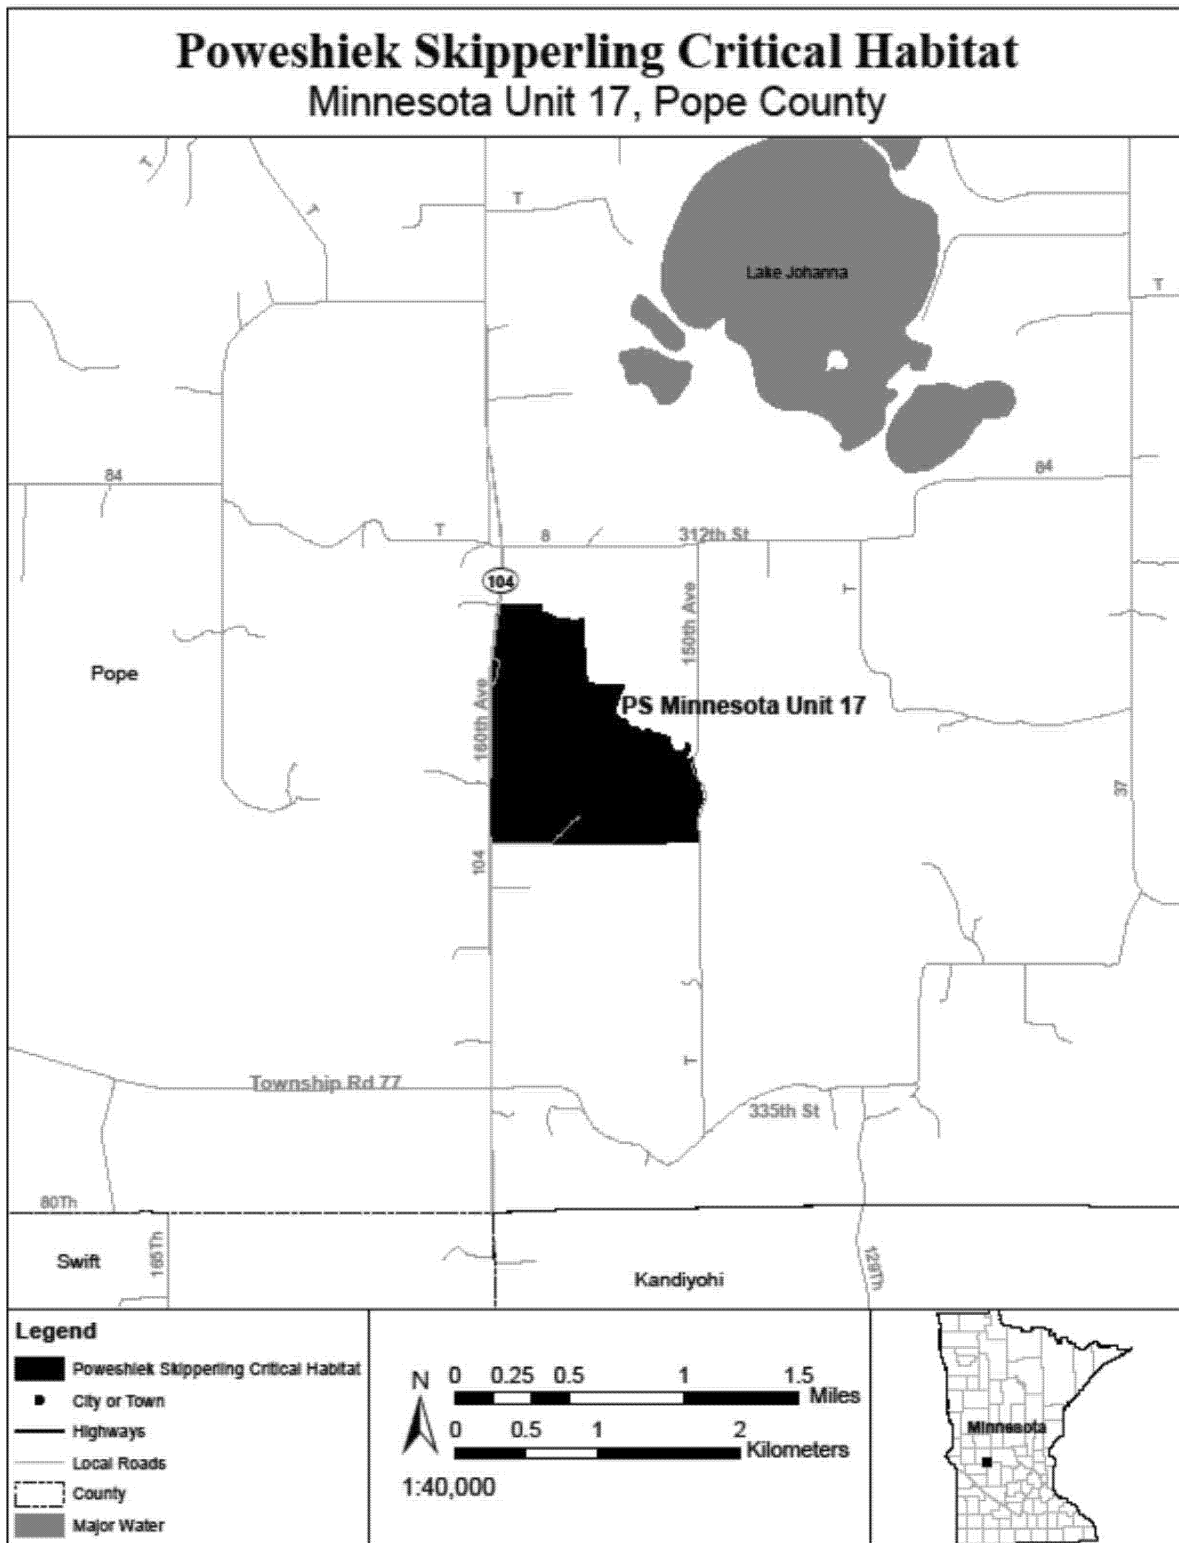 Poweshiek Skipperling Critical Habitat
Minnesota Unit 17, Pope County
T
T
T
T
Lake Johanna
84
84
T
8
312th St
104
T
150th Ave
Pope
PS Minnesota Unit 17
160th Ave
37
104
T
Township Rd 77
335th St
80Th
Swift
165Th
Kandiyohi
129Th
Legend
Poweshiek Skipperling Critical Habitat
City or Town
Highways
Local Roads
County
Major Water
N
0 0.25 0.5 1 1.5
Miles
0 0.5 1 2
Kilometers
1:40,000
Minnesota